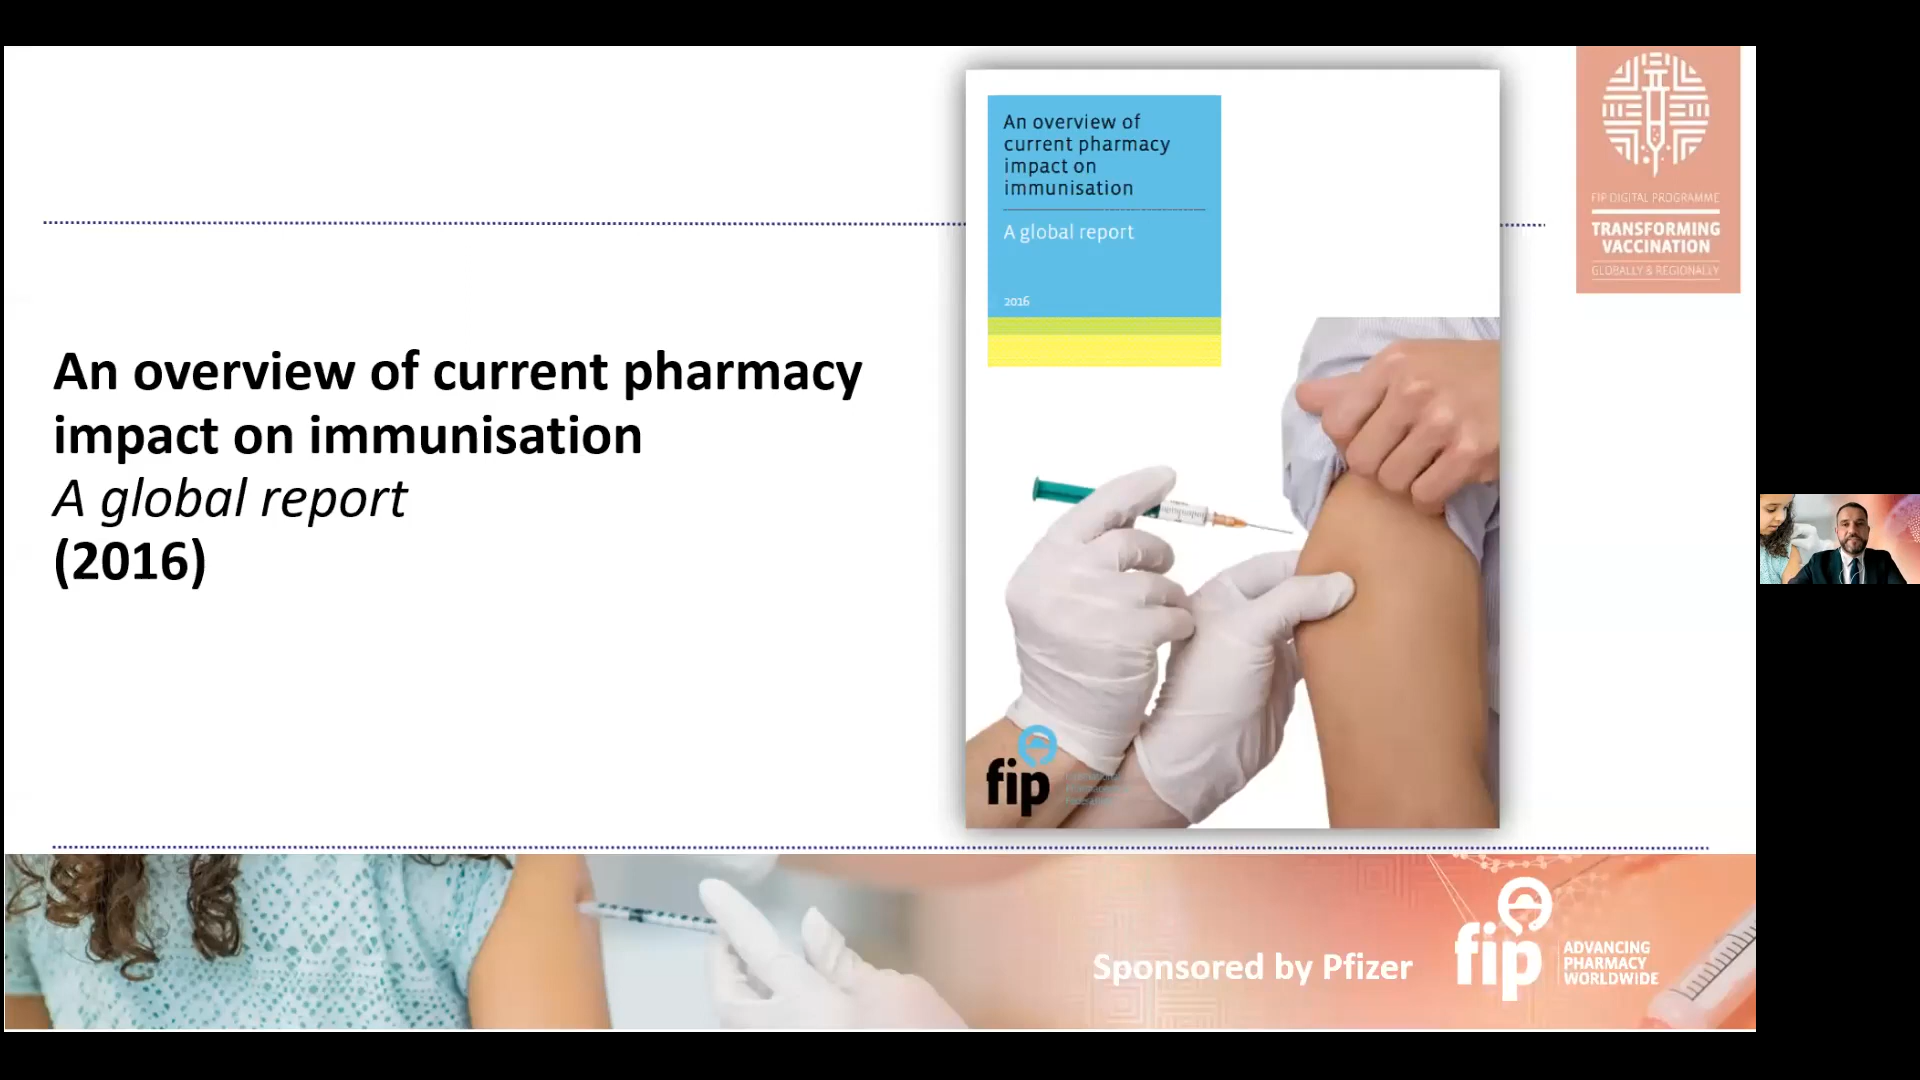 An overview of current pharmacy
impact on immunisation
A global report
(2016)
An overview of
current pharmacy
impact on
immunisation
A global report
2016
fip
FIP DIGITAL PROGRAMME
TRANSFORMING
VACCINATION
GLOBALLY & REGIONALLY
Sponsored by Pfizer
fip
ADVANCING
PHARMACY
WORLDWIDE